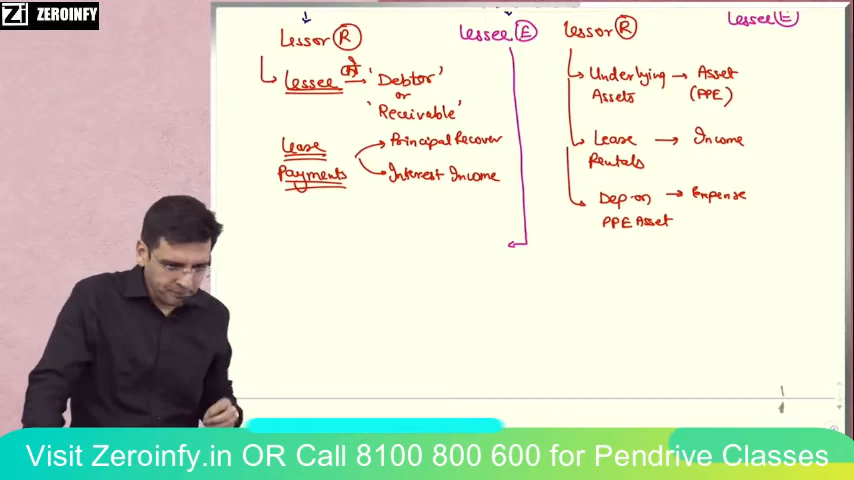 Zi ZEROINFY
Lessor R
Lessee → 'Debtor'
or
'Receivable'
Lease Payments
Principal Recover
Interest Income
Lessee E
Lessor R
Underlying Assets → Asset (PPE)
Lease Rentals → Income
Dep on PPE Asset → Expense
Lessee E
Visit Zeroinfy.in OR Call 8100 800 600 for Pendrive Classes